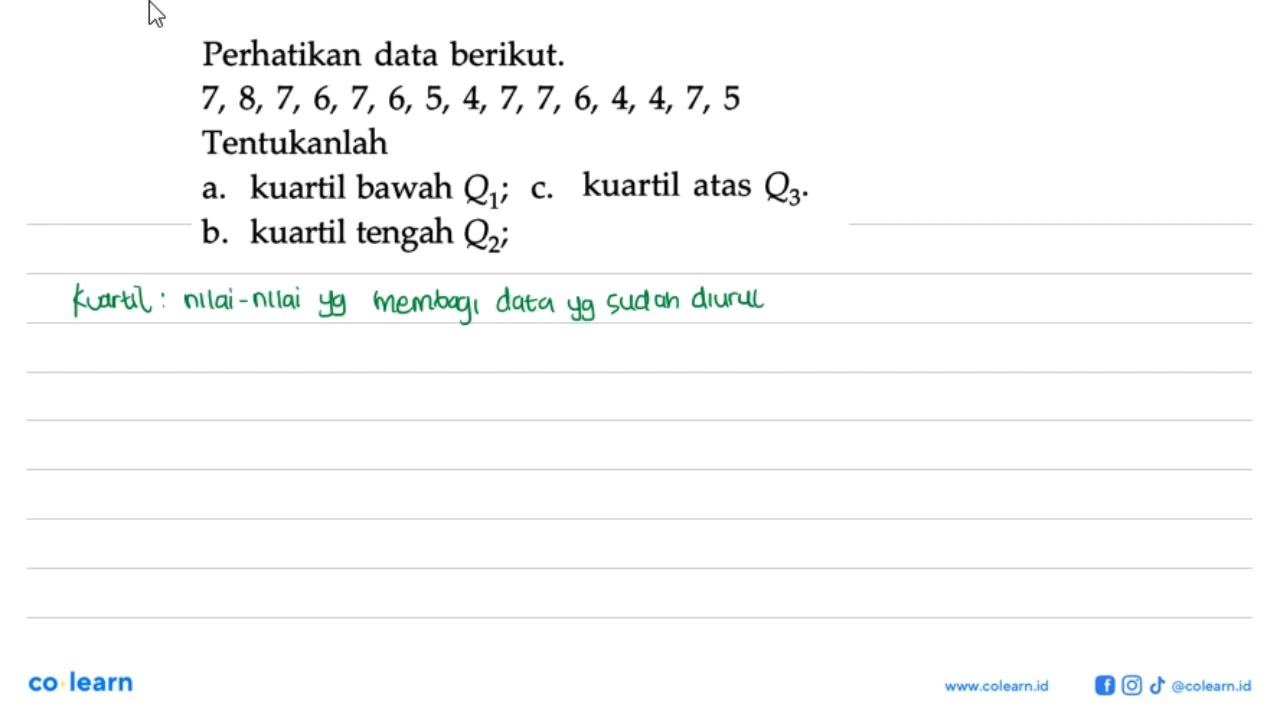 Perhatikan data berikut.
7, 8, 7, 6, 7, 6, 5, 4, 7, 7, 6, 4, 4, 7, 5
Tentukanlah
a. kuartil bawah Q₁; c. kuartil atas Q₃.
b. kuartil tengah Q₂;
Kuartil : nilai-nilai yg membagi data yg sudah diurut
co learn
www.colearn.id @colearn.id